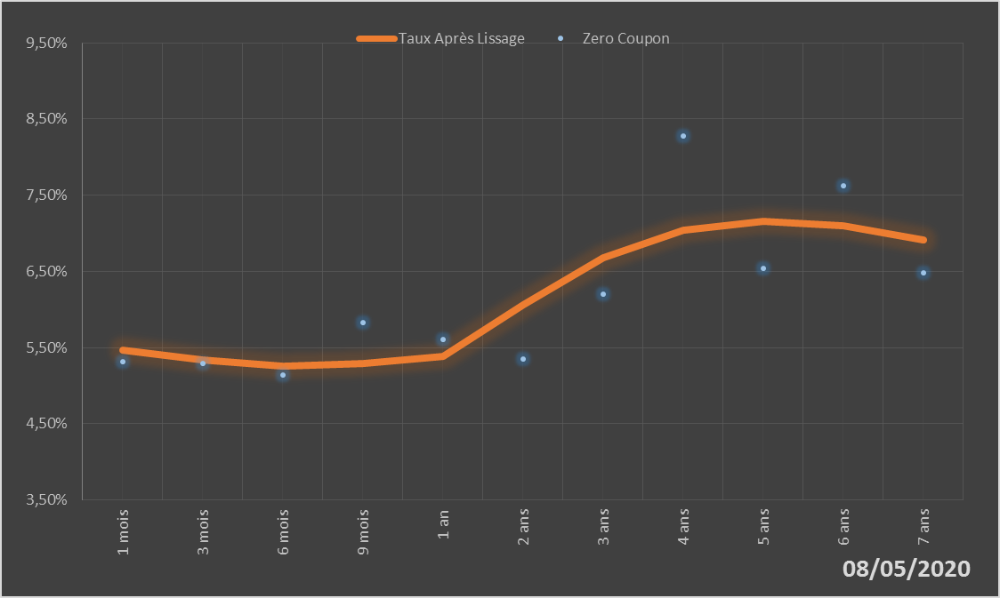 Taux Après Lissage Zero Coupon
9,50%
8,50%
7,50%
6,50%
5,50%
4,50%
3,50%
1 mois
3 mois
6 mois
9 mois
1 an
2 ans
3 ans
4 ans
5 ans
6 ans
7 ans
08/05/2020